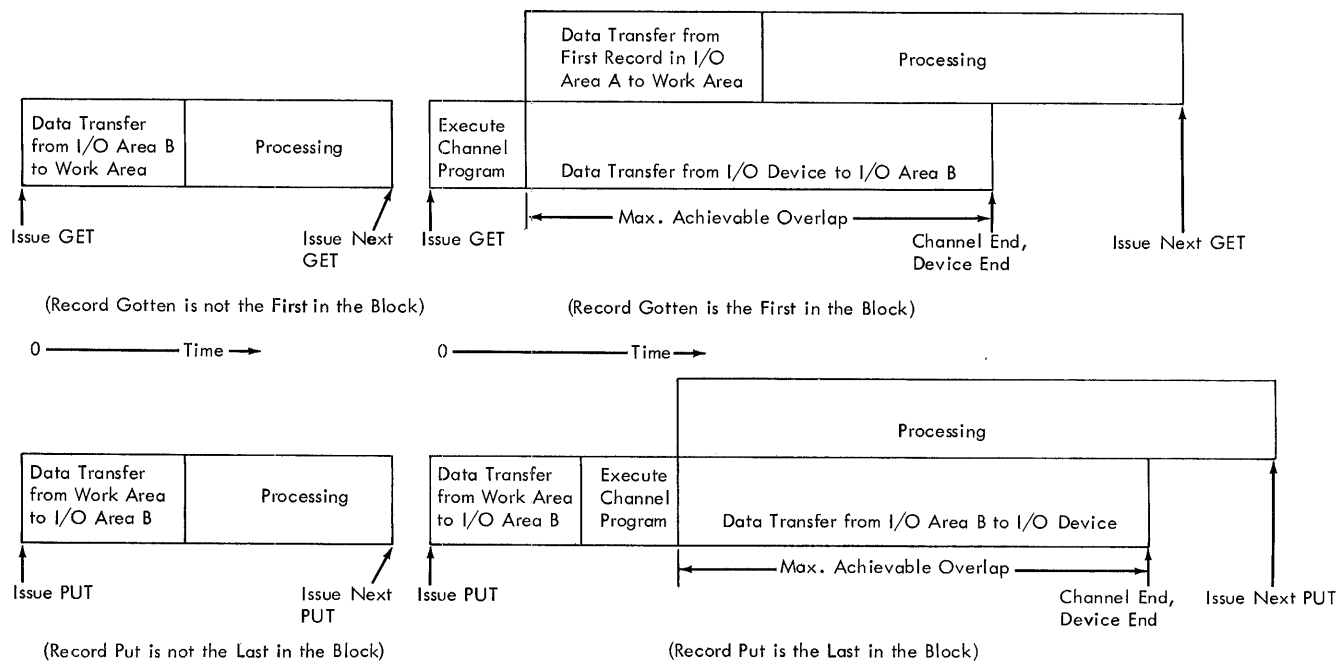 Data Transfer
from I/O Area B
to Work Area
Processing
Issue GET
Issue Next
GET
(Record Gotten is not the First in the Block)
Data Transfer from
First Record in I/O
Area A to Work Area
Processing
Execute
Channel
Program
Data Transfer from I/O Device to I/O Area B
Max. Achievable Overlap
Issue GET
Channel End,
Device End
Issue Next GET
(Record Gotten is the First in the Block)
0 Time
0 Time
Data Transfer
from Work Area
to I/O Area B
Processing
Issue PUT
Issue Next
PUT
(Record Put is not the Last in the Block)
Processing
Data Transfer
from Work Area
to I/O Area B
Execute
Channel
Program
Data Transfer from I/O Area B to I/O Device
Max. Achievable Overlap
Issue PUT
Channel End,
Device End
Issue Next PUT
(Record Put is the Last in the Block)